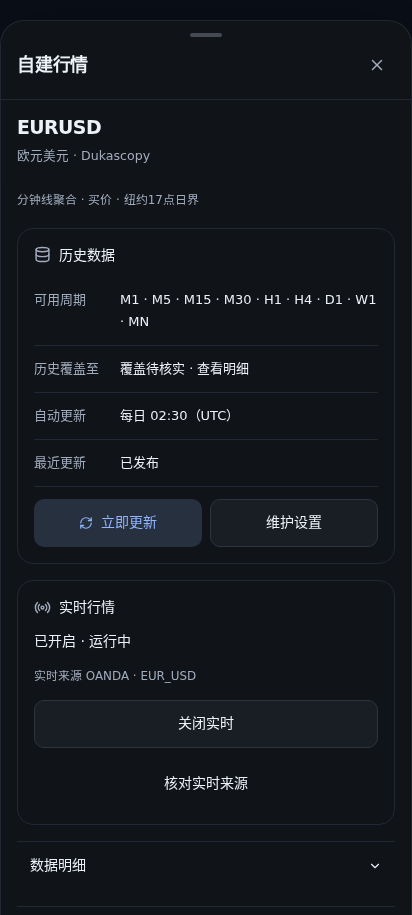 自建行情
EURUSD
欧元美元 · Dukascopy
分钟线聚合 · 买价 · 纽约17点日界
历史数据
可用周期 M1 · M5 · M15 · M30 · H1 · H4 · D1 · W1
· MN
历史覆盖至 覆盖待核实 · 查看明细
自动更新 每日 02:30（UTC）
最近更新 已发布
立即更新 维护设置
实时行情
已开启 · 运行中
实时来源 OANDA · EUR_USD
关闭实时
核对实时来源
数据明细